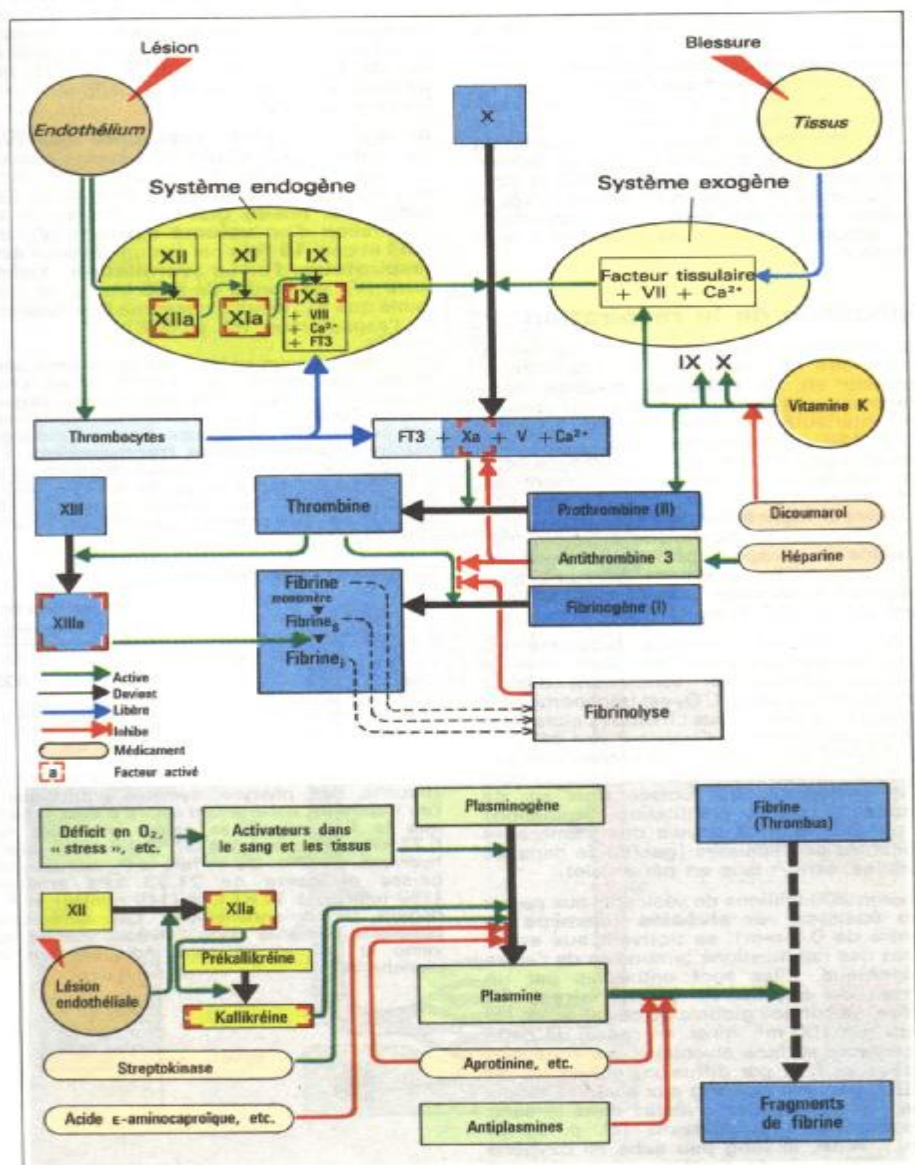 Lésion
Blessure
Endothélium
X
Tissus
Système endogène
Système exogène
XII
XI
IX
XIIa
XIa
IXa
+ VIII
+ Ca²⁺
+ FT3
Facteur tissulaire
+ VII + Ca²⁺
IX X
Vitamine K
Thrombocytes
FT3 + Xa + V + Ca²⁺
XIII
Thrombine
Prothrombine (II)
Dicoumarol
Antithrombine 3
Héparine
Fibrine
monomère
Fibrinogène (I)
XIIIa
Fibrine s
Fibrine i
Active
Devient
Libère
Inhibe
Médicament
a Facteur activé
Fibrinolyse
Déficit en O₂,
« stress », etc.
Activateurs dans
le sang et les tissus
Plasminogène
Fibrine
(Thrombus)
XII
XIIa
Prékallikréine
Lésion
endothéliale
Kallikréine
Plasmine
Streptokinase
Aprotinine, etc.
Acide ε-aminocaproïque, etc.
Antiplasmines
Fragments
de fibrine